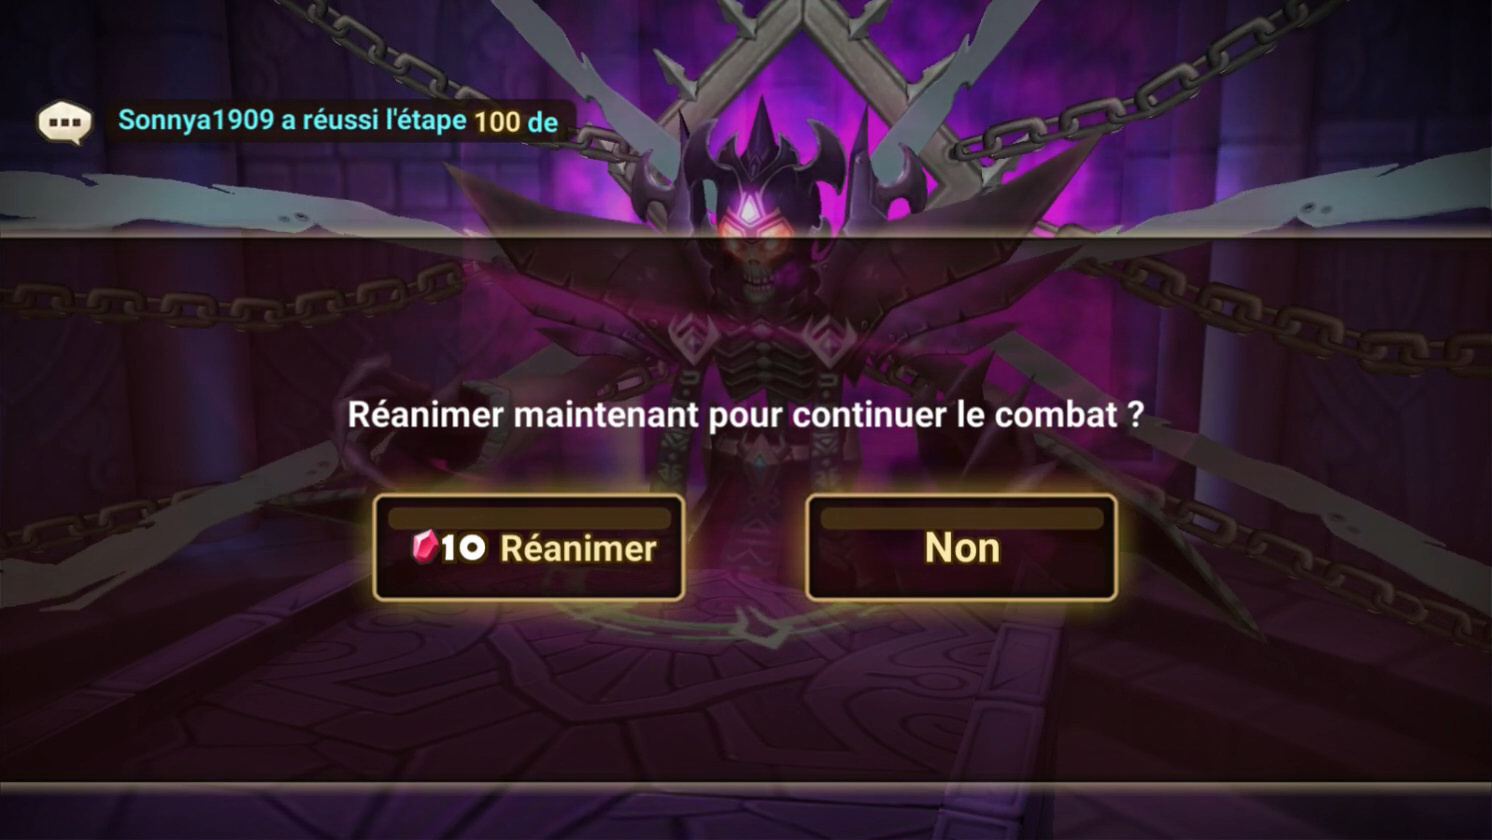 Sonnya1909 a réussi l'étape 100 de
Réanimer maintenant pour continuer le combat ?
10 Réanimer
Non